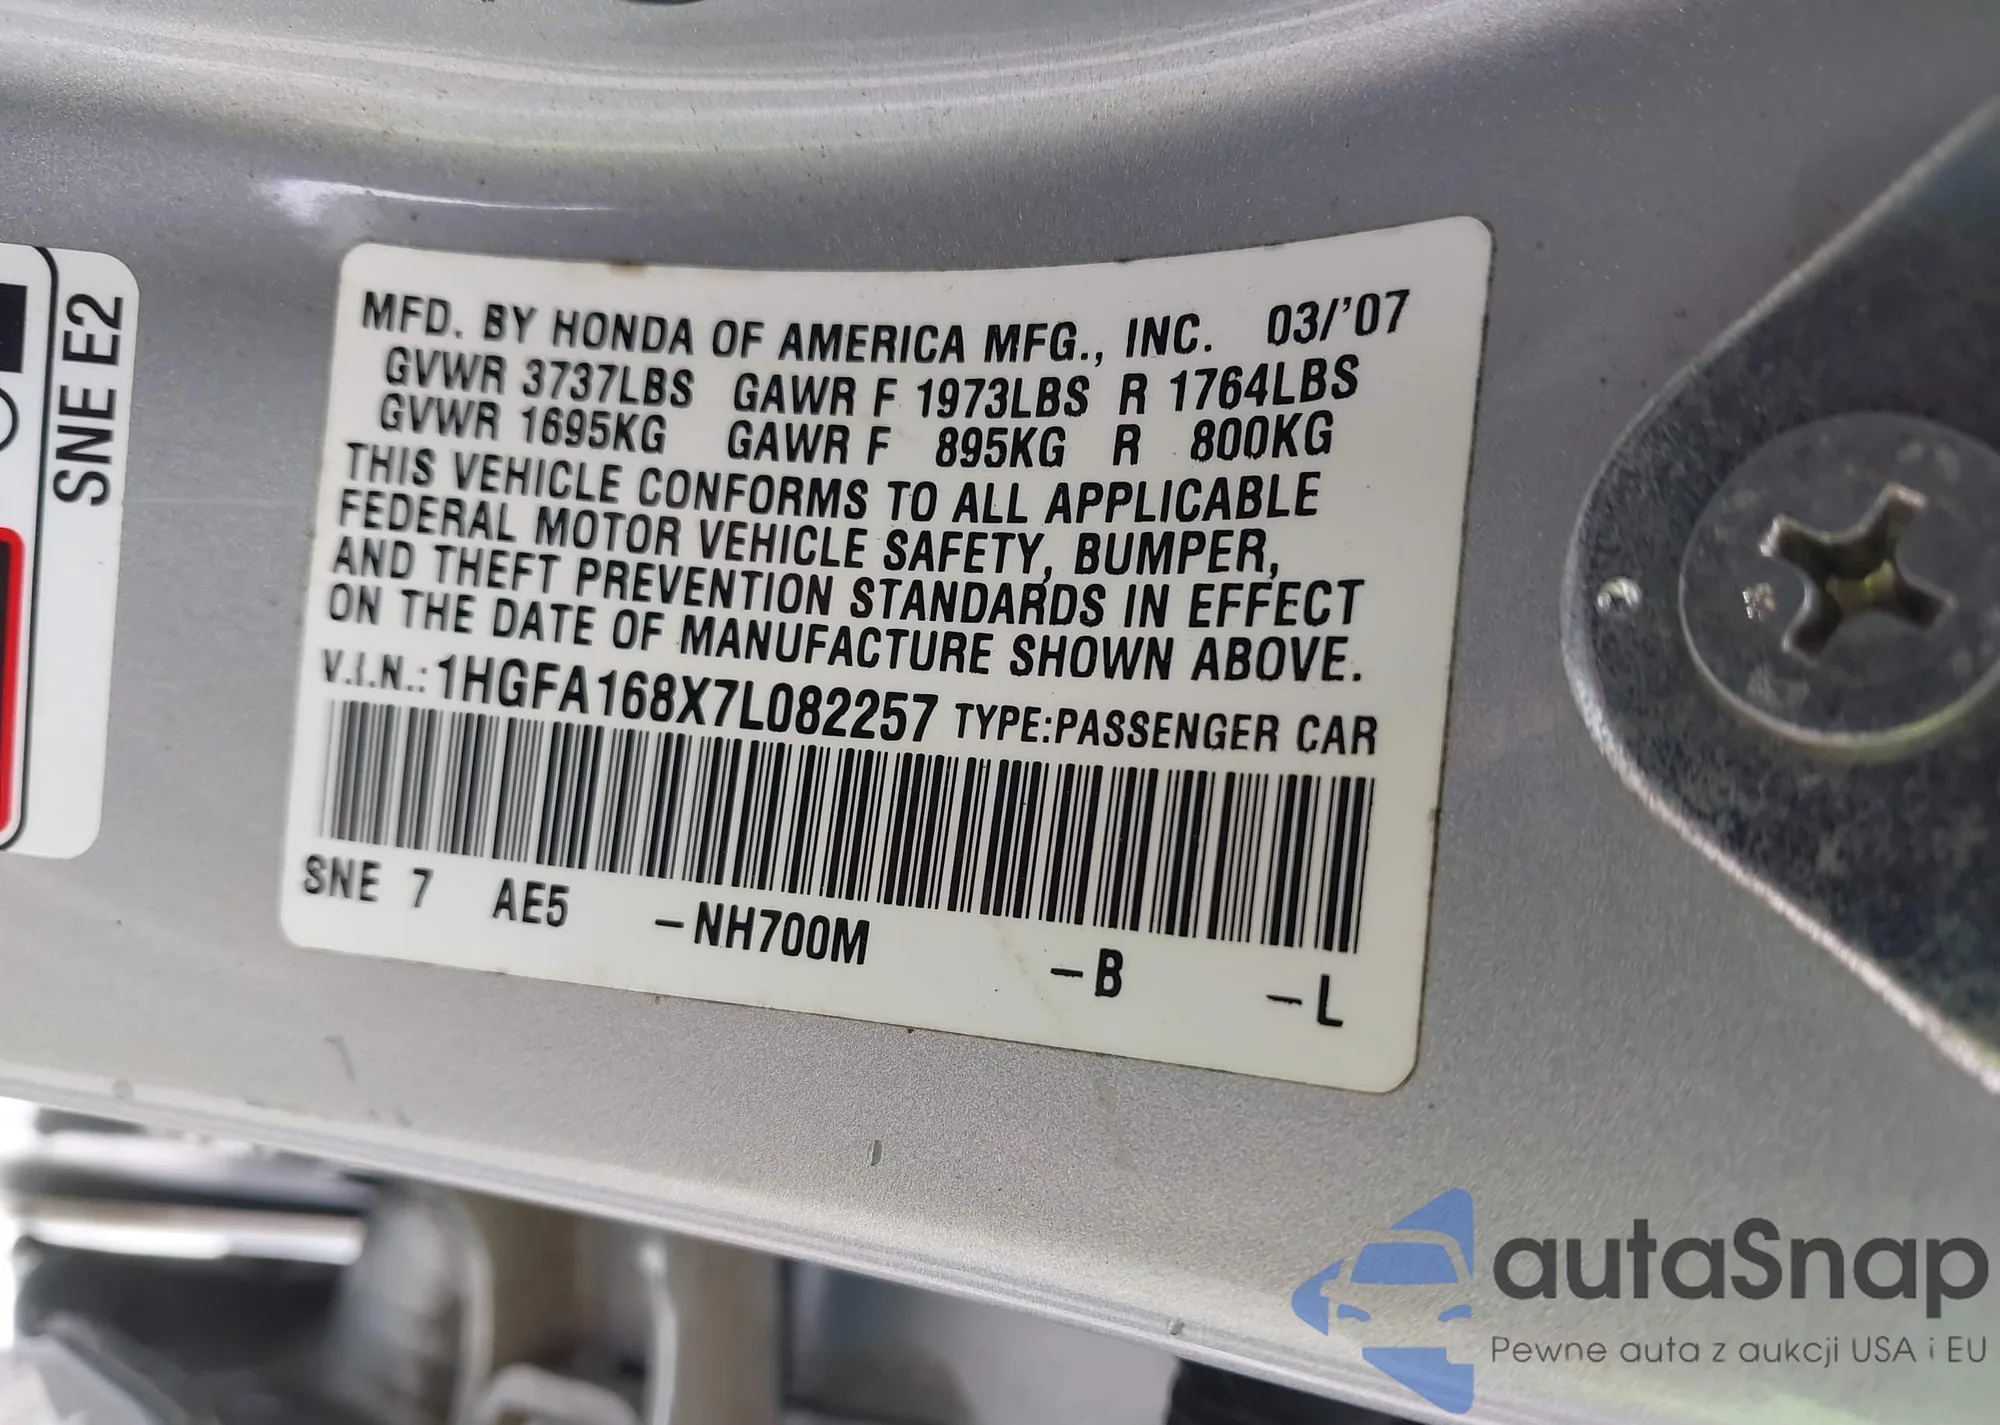 SNE E2
MFD. BY HONDA OF AMERICA MFG., INC. 03/'07
GVWR 3737LBS GAWR F 1973LBS R 1764LBS
GVWR 1695KG GAWR F 895KG R 800KG
THIS VEHICLE CONFORMS TO ALL APPLICABLE
FEDERAL MOTOR VEHICLE SAFETY, BUMPER,
AND THEFT PREVENTION STANDARDS IN EFFECT
ON THE DATE OF MANUFACTURE SHOWN ABOVE.
V.I.N.: 1HGFA168X7L082257 TYPE:PASSENGER CAR
SNE 7 AE5 -NH700M -B -L
autaSnap
Pewne auta z aukcji USA i EU